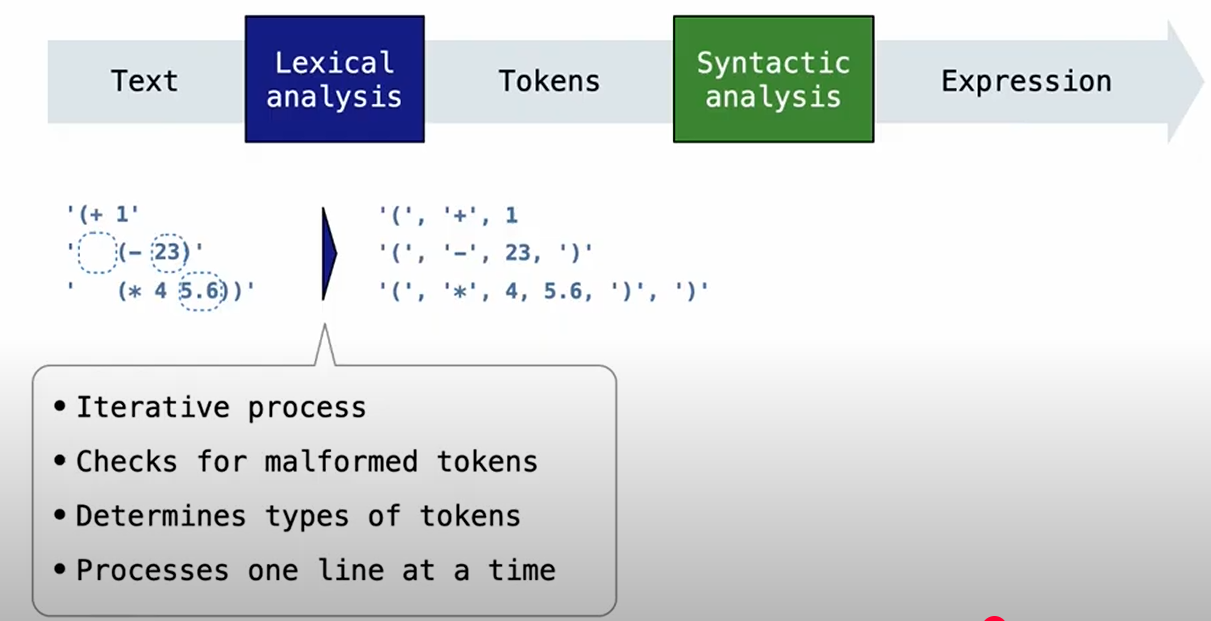 Text
Lexical
analysis
Tokens
Syntactic
analysis
Expression
'(+ 1'
'   (- 23)'
'   (* 4 5.6))'
'(', '+', 1
'(', '-', 23, ')'
'(', '*', 4, 5.6, ')', ')'
• Iterative process
• Checks for malformed tokens
• Determines types of tokens
• Processes one line at a time